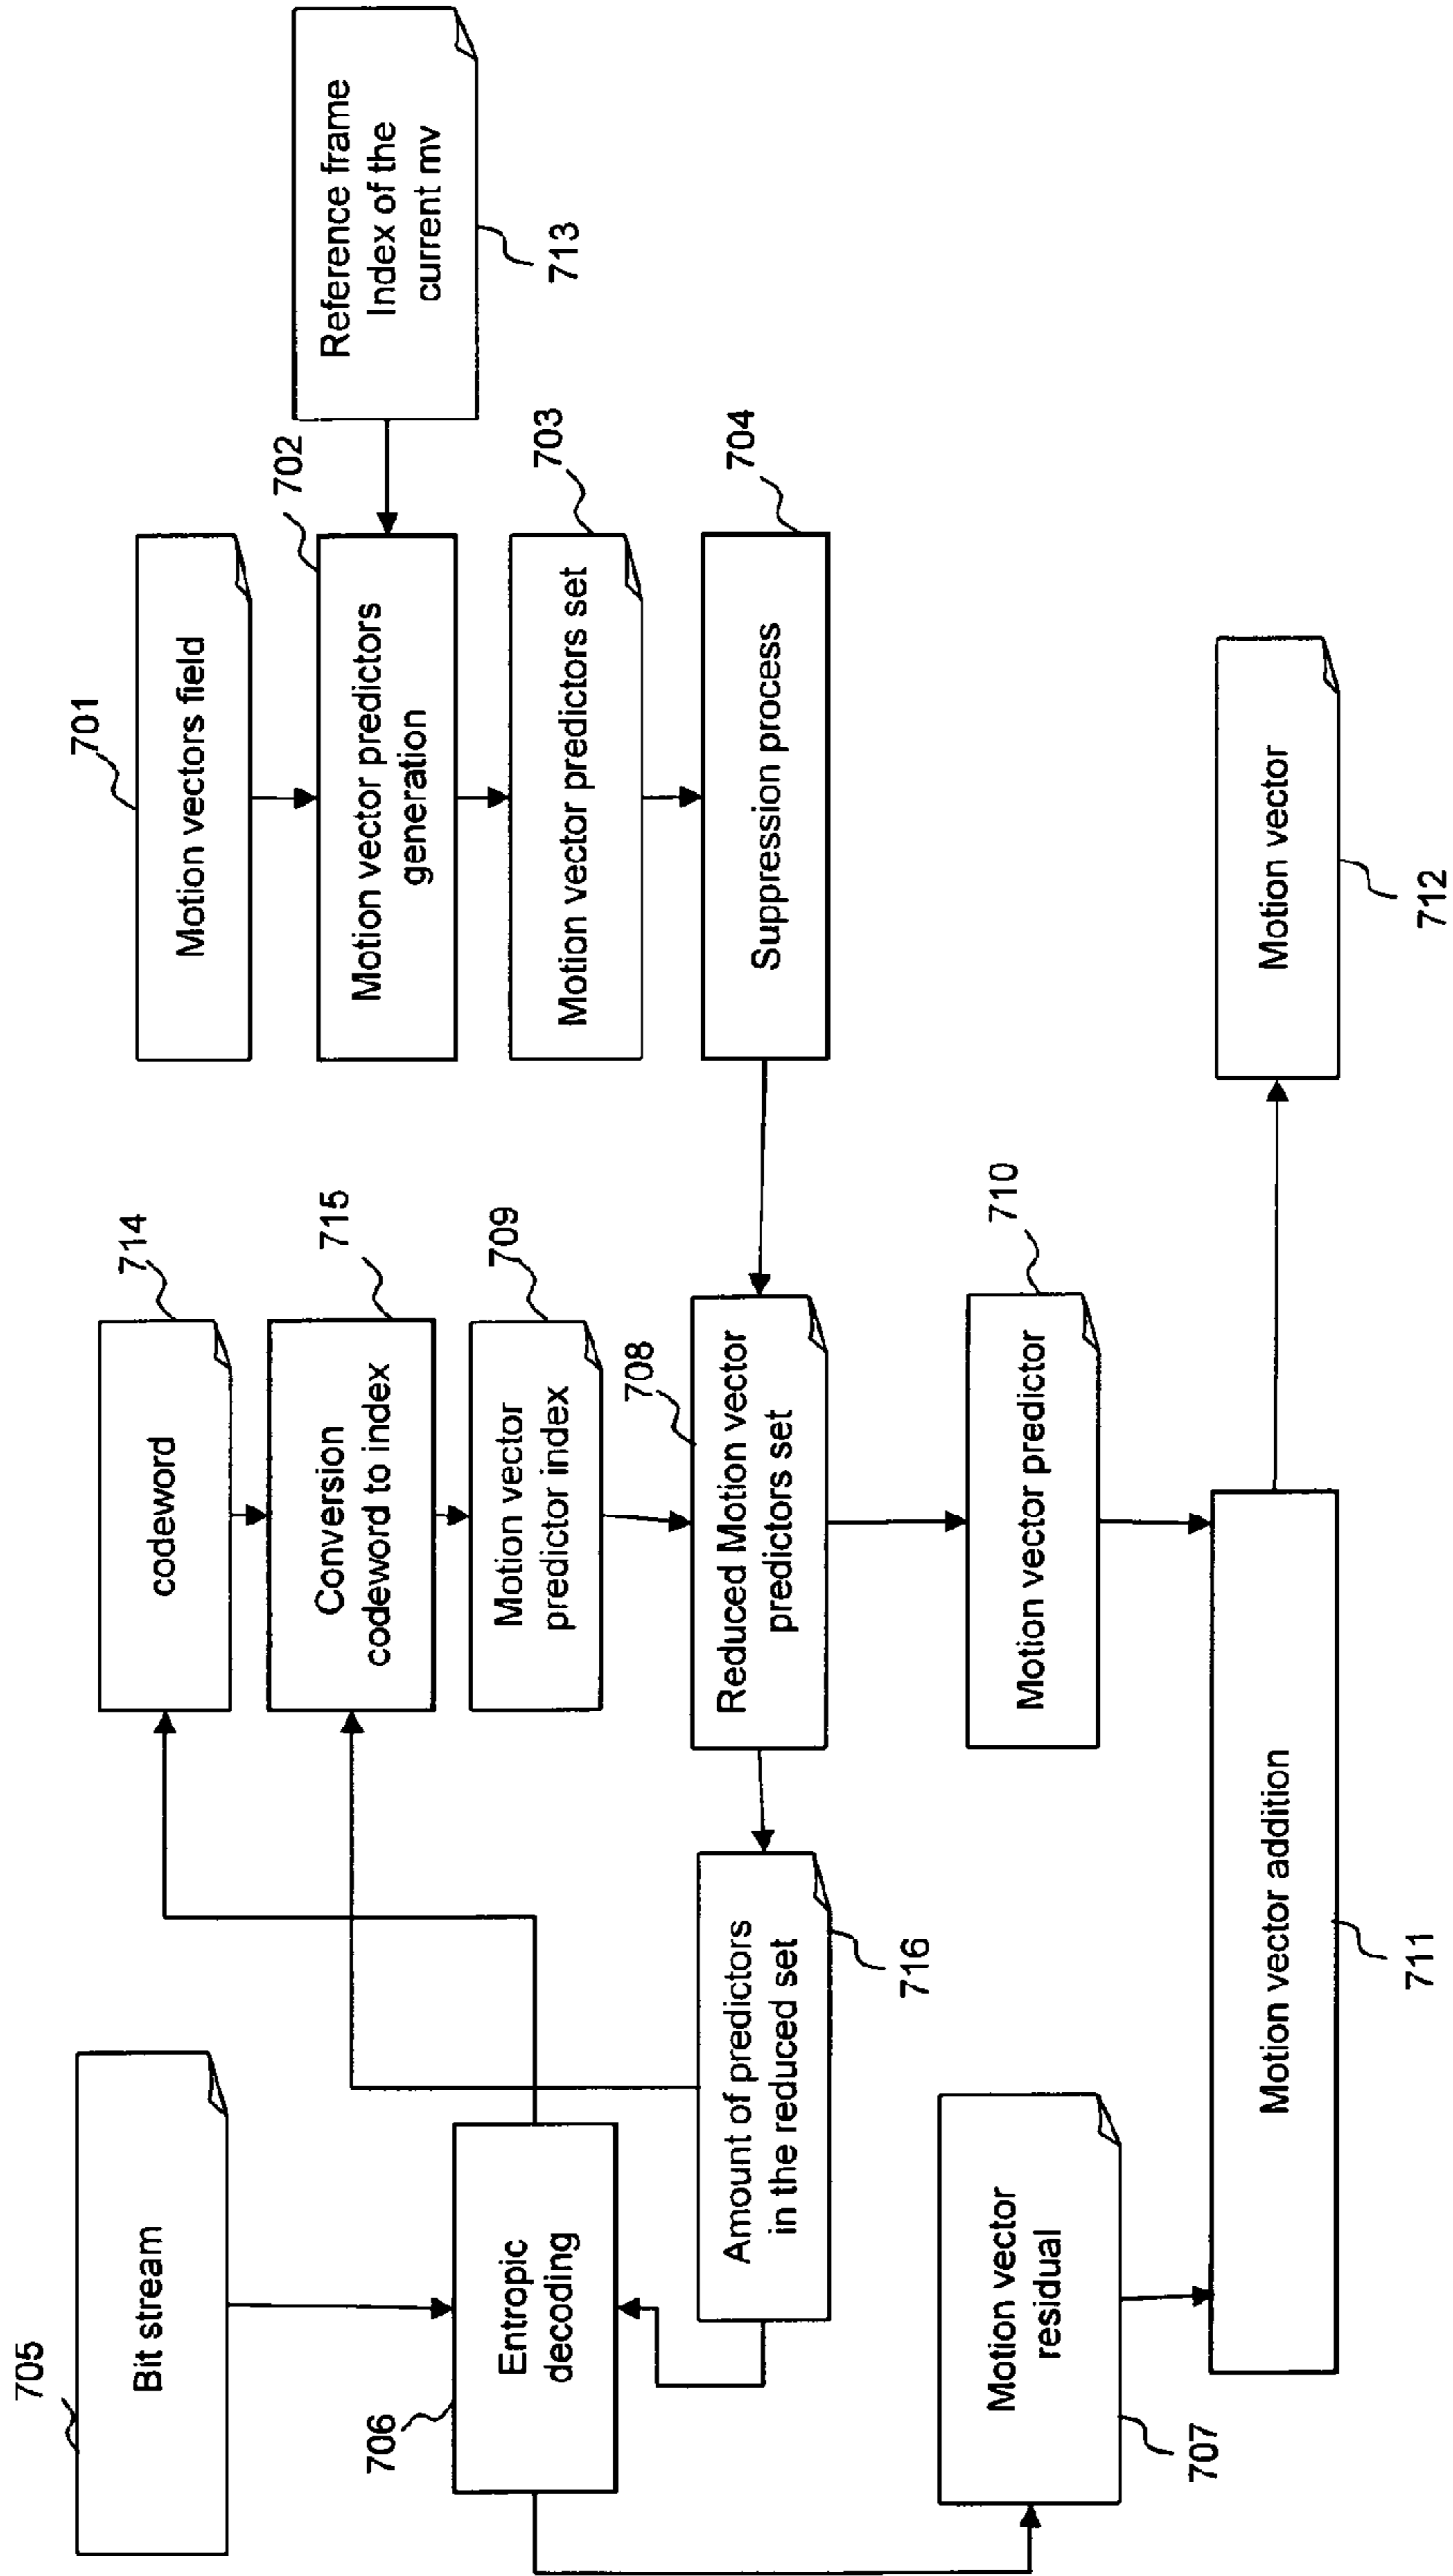 705
Bit stream
706
Entropic
decoding
Amount of predictors
in the reduced set
716
Motion vector
residual
707
714
codeword
715
Conversion
codeword to index
709
Motion vector
predictor index
708
Reduced Motion vector
predictors set
710
Motion vector predictor
Motion vector addition
711
701
Motion vectors field
702
Motion vector predictors
generation
703
Motion vector predictors set
704
Suppression process
Motion vector
712
Reference frame
Index of the
current mv
713